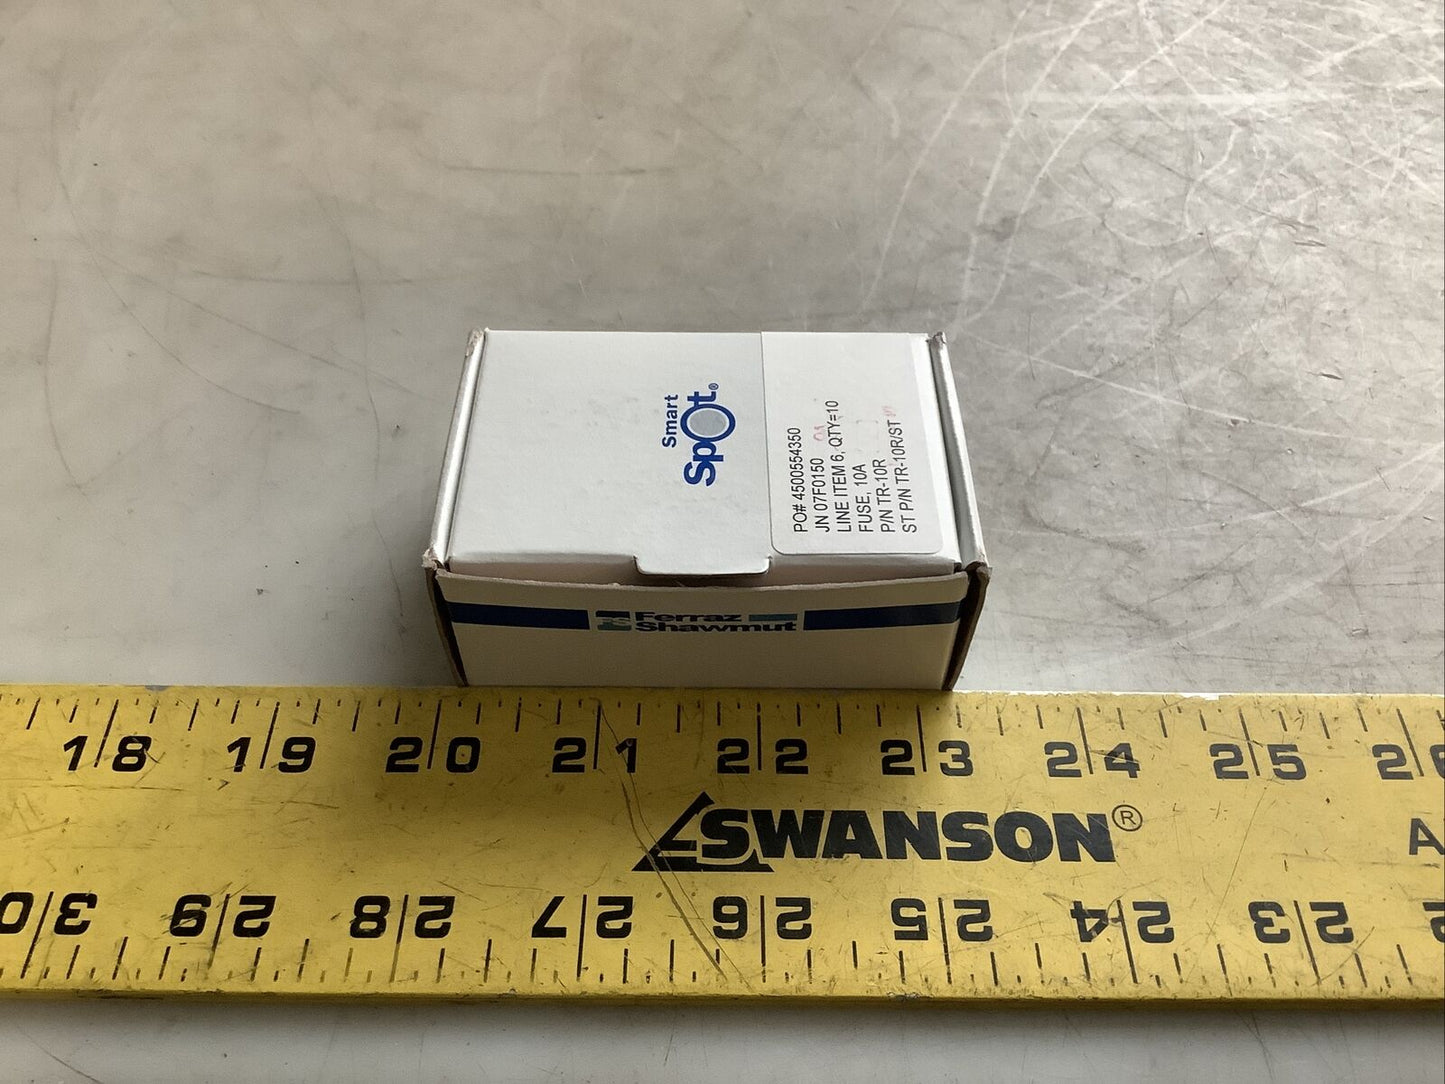 Smart
Spot®
PO# 4500554350
JN 07F0150
LINE ITEM 6, QTY=10
FUSE, 10A
P/N TR-10R
ST P/N TR-10R/ST
Ferraz
Shawmut
18 19 20 21 22 23 24 25 26
SWANSON®
A
30 29 28 27 26 25 24 23 2